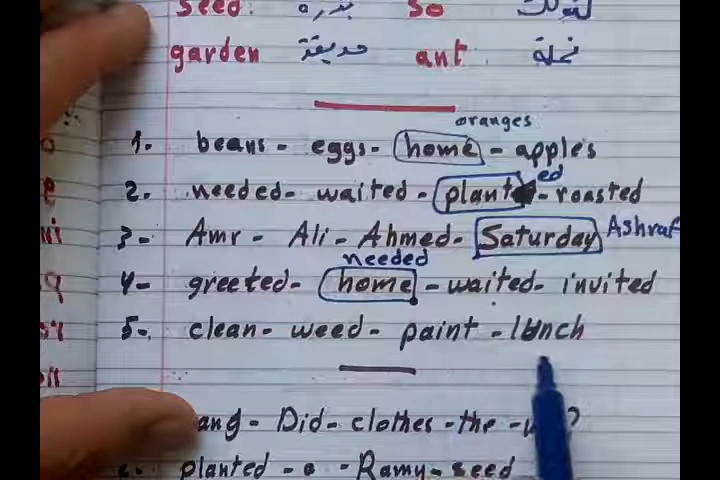 seed. بذرة so
garden حديقة ant نملة
oranges
1- beans - eggs - home - apples
ed
2. needed - waited - plant - roasted
3- Amr - Ali - Ahmed - Saturday Ashraf
needed
4- greeted - home - waited - invited
5-. clean - weed - paint - lunch
ang - Did - clothes - the - ?
planted - a - Ramy - seed